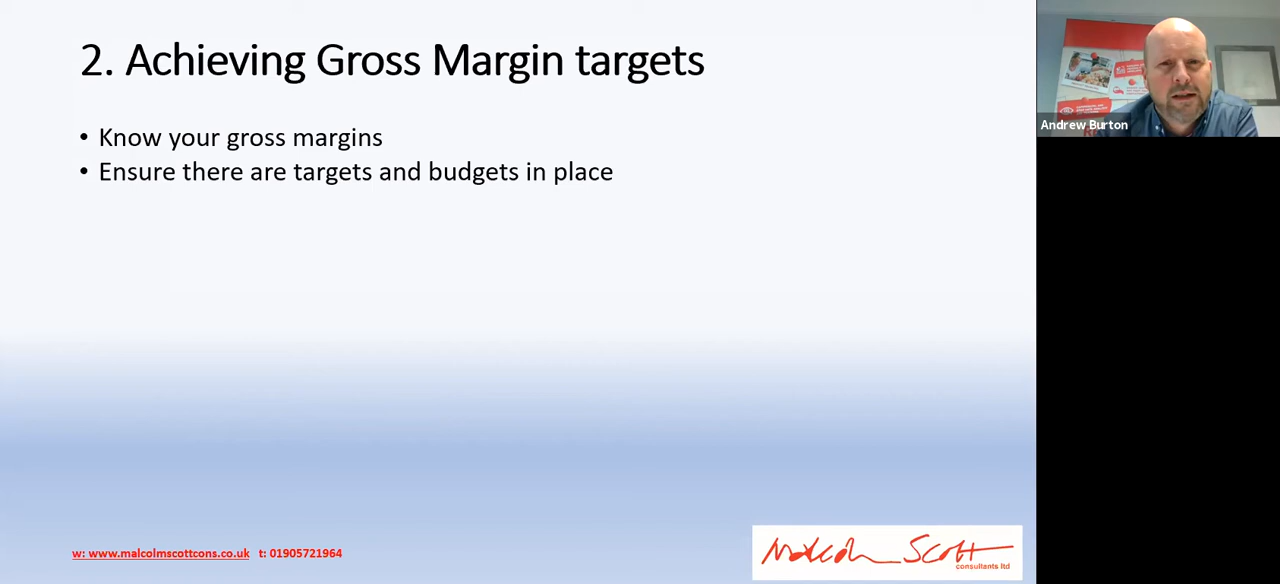 2. Achieving Gross Margin targets
• Know your gross margins
• Ensure there are targets and budgets in place
Andrew Burton
w: www.malcolmscottcons.co.uk t: 01905721964
Malcolm Scott
consultants ltd